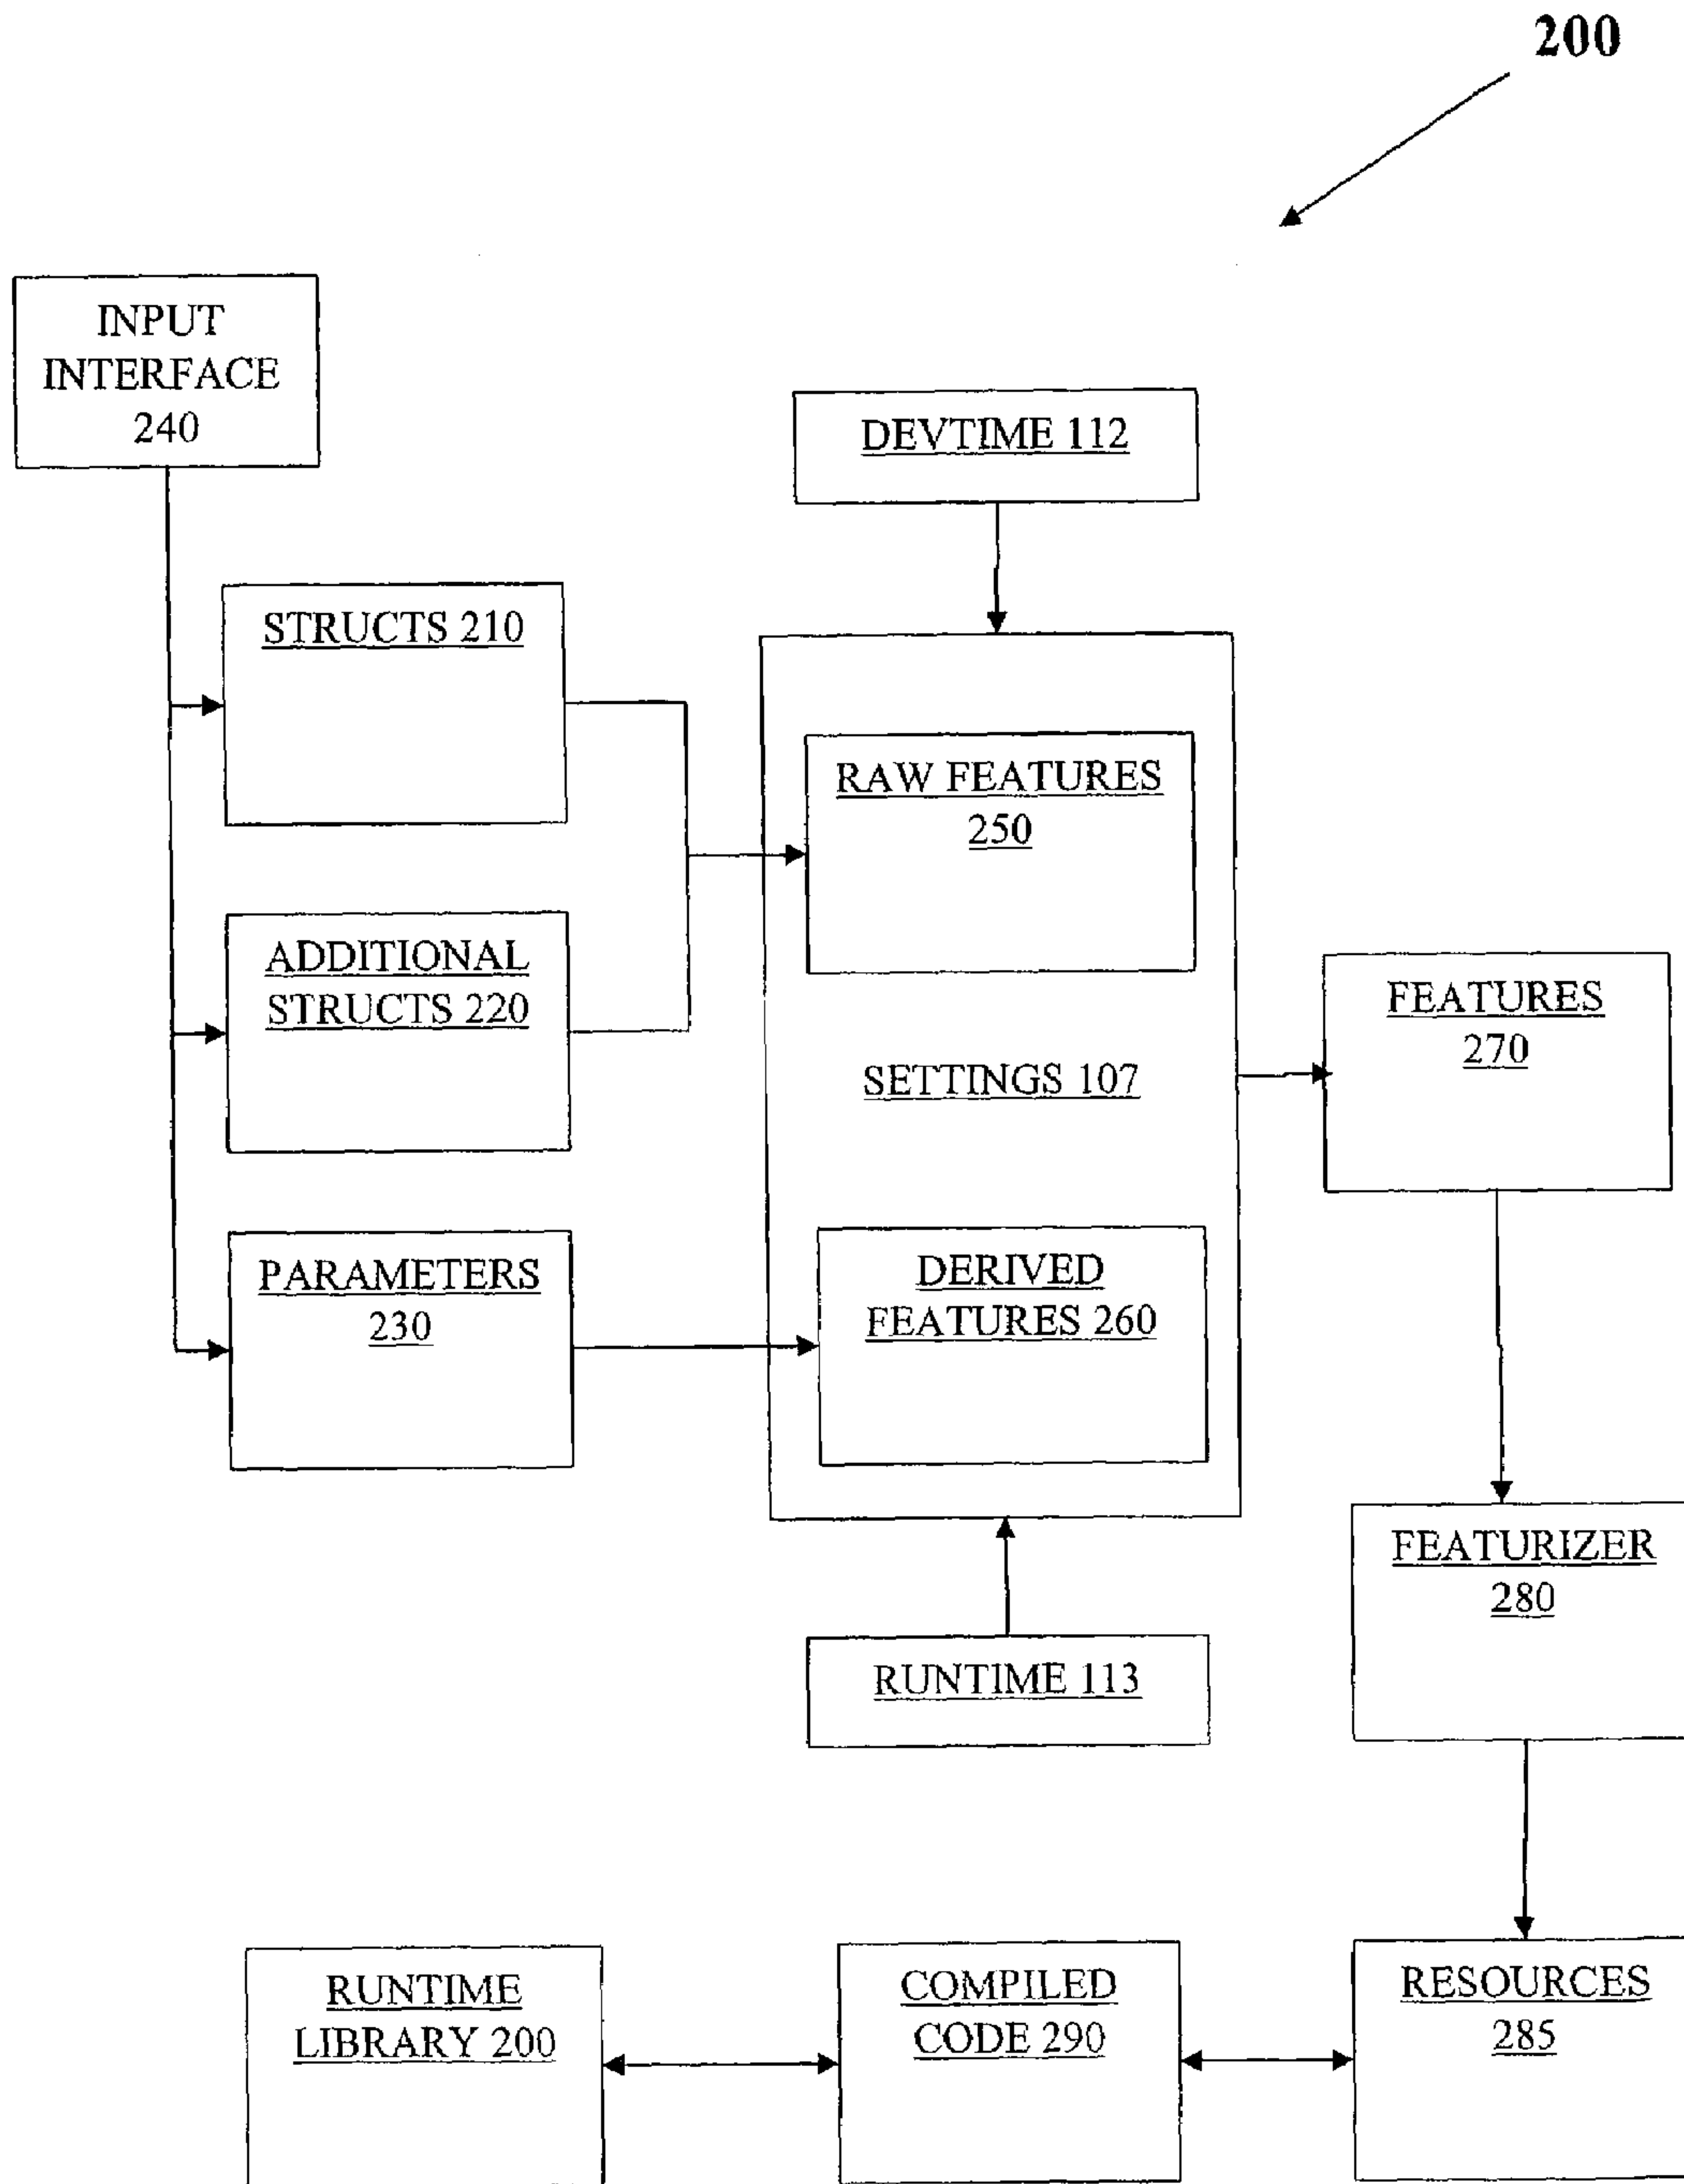 200
INPUT
INTERFACE
240
DEVTIME 112
STRUCTS 210
RAW FEATURES
250
ADDITIONAL
STRUCTS 220
FEATURES
270
SETTINGS 107
PARAMETERS
230
DERIVED
FEATURES 260
FEATURIZER
280
RUNTIME 113
RUNTIME
LIBRARY 200
COMPILED
CODE 290
RESOURCES
285